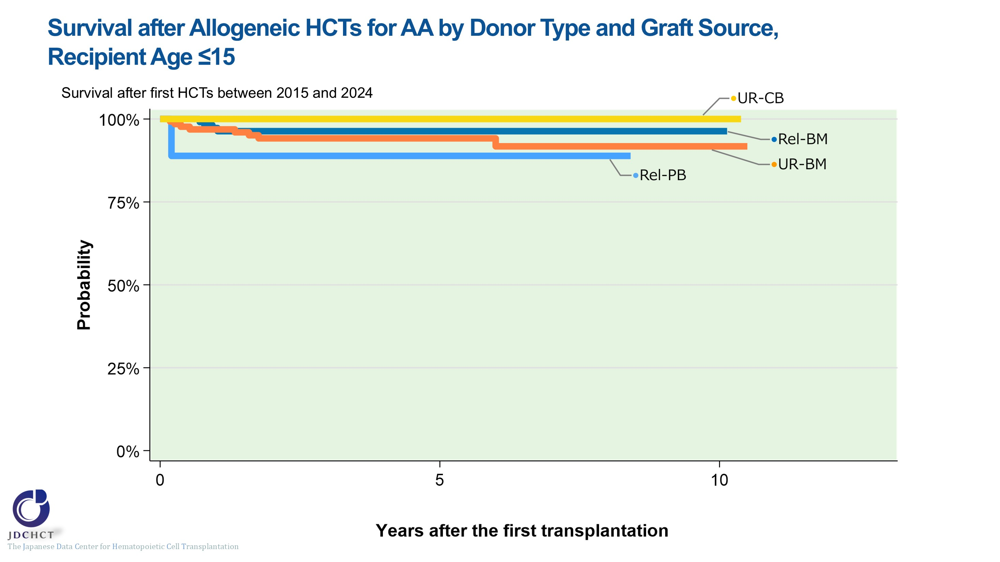 Survival after Allogeneic HCTs for AA by Donor Type and Graft Source,
Recipient Age ≤15
Survival after first HCTs between 2015 and 2024
UR-CB
100%
Rel-BM
UR-BM
Rel-PB
75%
50%
25%
0%
Probability
0
5
10
Years after the first transplantation
JDCHCT
The Japanese Data Center for Hematopoietic Cell Transplantation